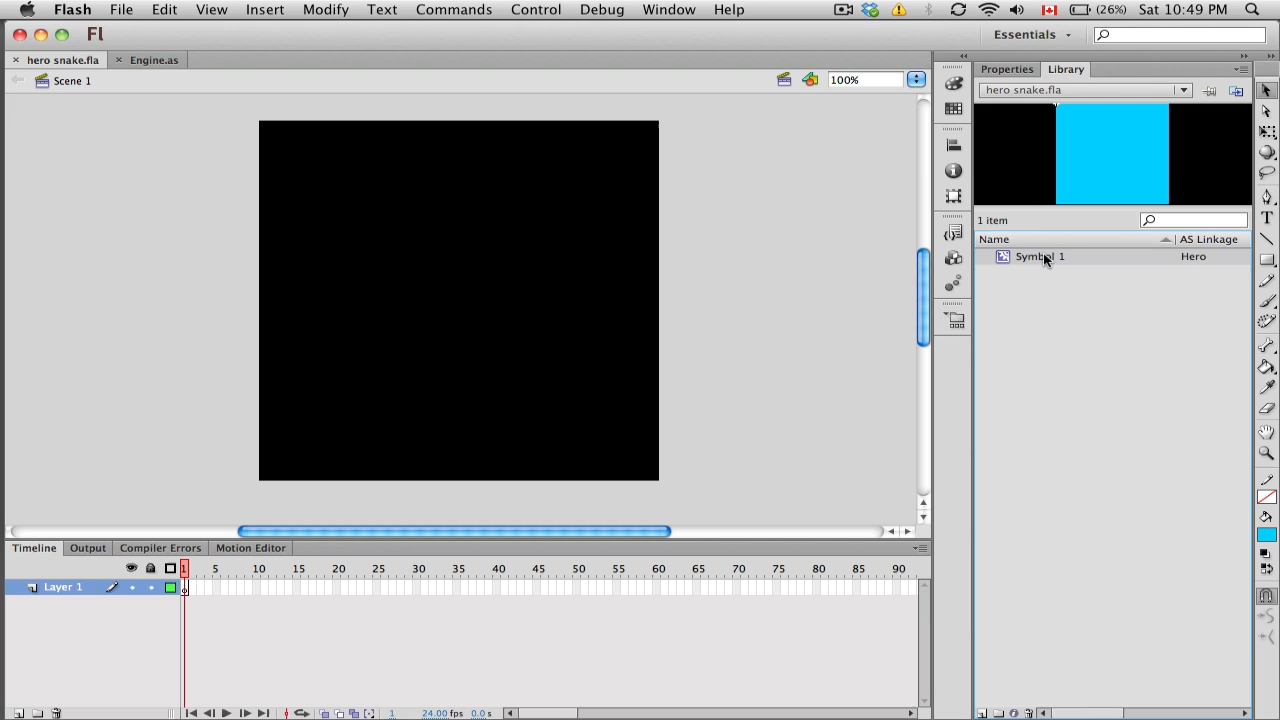 Flash File Edit View Insert Modify Text Commands Control Debug Window Help (26%) Sat 10:49 PM
Fl Essentials
× hero snake.fla × Engine.as
Properties Library
Scene 1 100%
hero snake.fla
1 item
Name AS Linkage
Symbol 1 Hero
Timeline Output Compiler Errors Motion Editor
1 5 10 15 20 25 30 35 40 45 50 55 60 65 70 75 80 85 90
Layer 1
1 24.00 fps 0.0 s